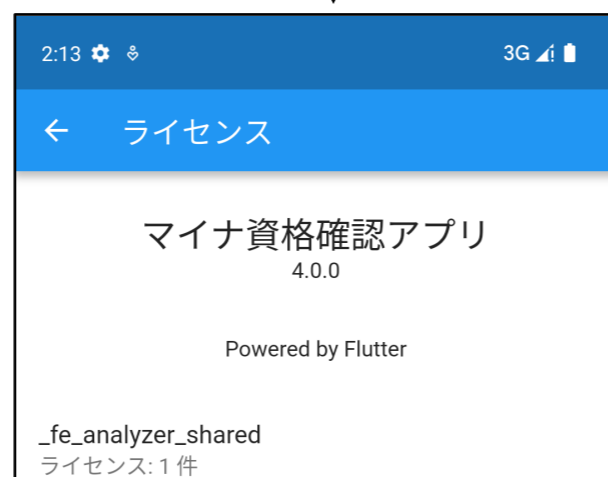 2:13 3G
ライセンス
マイナ資格確認アプリ
4.0.0
Powered by Flutter
_fe_analyzer_shared
ライセンス: 1 件